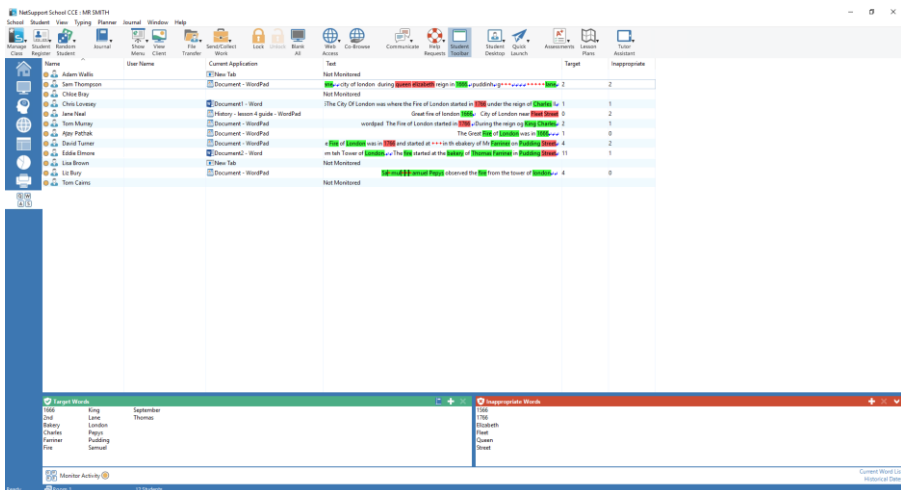 NetSupport School CCE : MR SMITH
School Student View Typing Planner Journal Window Help
Manage Class
Student Register
Random Student
Journal
Show Menu
View Client
File Transfer
Send/Collect Work
Lock
Unlock
Blank All
Web Access
Co-Browse
Communicate
Help Requests
Student Toolbar
Student Desktop
Quick Launch
Assessments
Lesson Plans
Tutor Assistant
Name User Name Current Application Text Target Inappropriate
Adam Wallis New Tab Not Monitored
Sam Thompson Document - WordPad city of london during queen elizabeth reign in 1666 lane 2 2
Chloe Bray Not Monitored
Chris Lovesey Document1 - Word The City Of London was where the Fire of London started in 1766 under the reign of Charles 1 1
Jane Neal History - lesson 4 guide - WordPad Great fire of london 1666 City of London near Fleet Street 0 2
Tom Murray Document - WordPad wordpad The Fire of London started in 1766 During the reign og King Charles 2 1
Ajay Pathak Document - WordPad The Great Fire of London was in 1666 1 0
David Turner Document - WordPad e Fire of London was in 1766 and started at in th ebakery of Mr Farriner on Pudding Street 4 2
Eddie Elmore Document2 - Word Tower of London The fire started at the bakery of Thomas Farriner on Pudding Street 11 1
Lisa Brown New Tab Not Monitored
Liz Bury Document - WordPad Pepys observed the fire from the tower of london 4 0
Tom Cairns Not Monitored
Target Words
1666 King September
2nd Lane Thomas
Bakery London
Charles Pepys
Farriner Pudding
Fire Samuel
Inappropriate Words
1566
1766
Elizabeth
Fleet
Queen
Street
Monitor Activity
Current Word Lis
Historical Data
Ready Room 1 12 Students